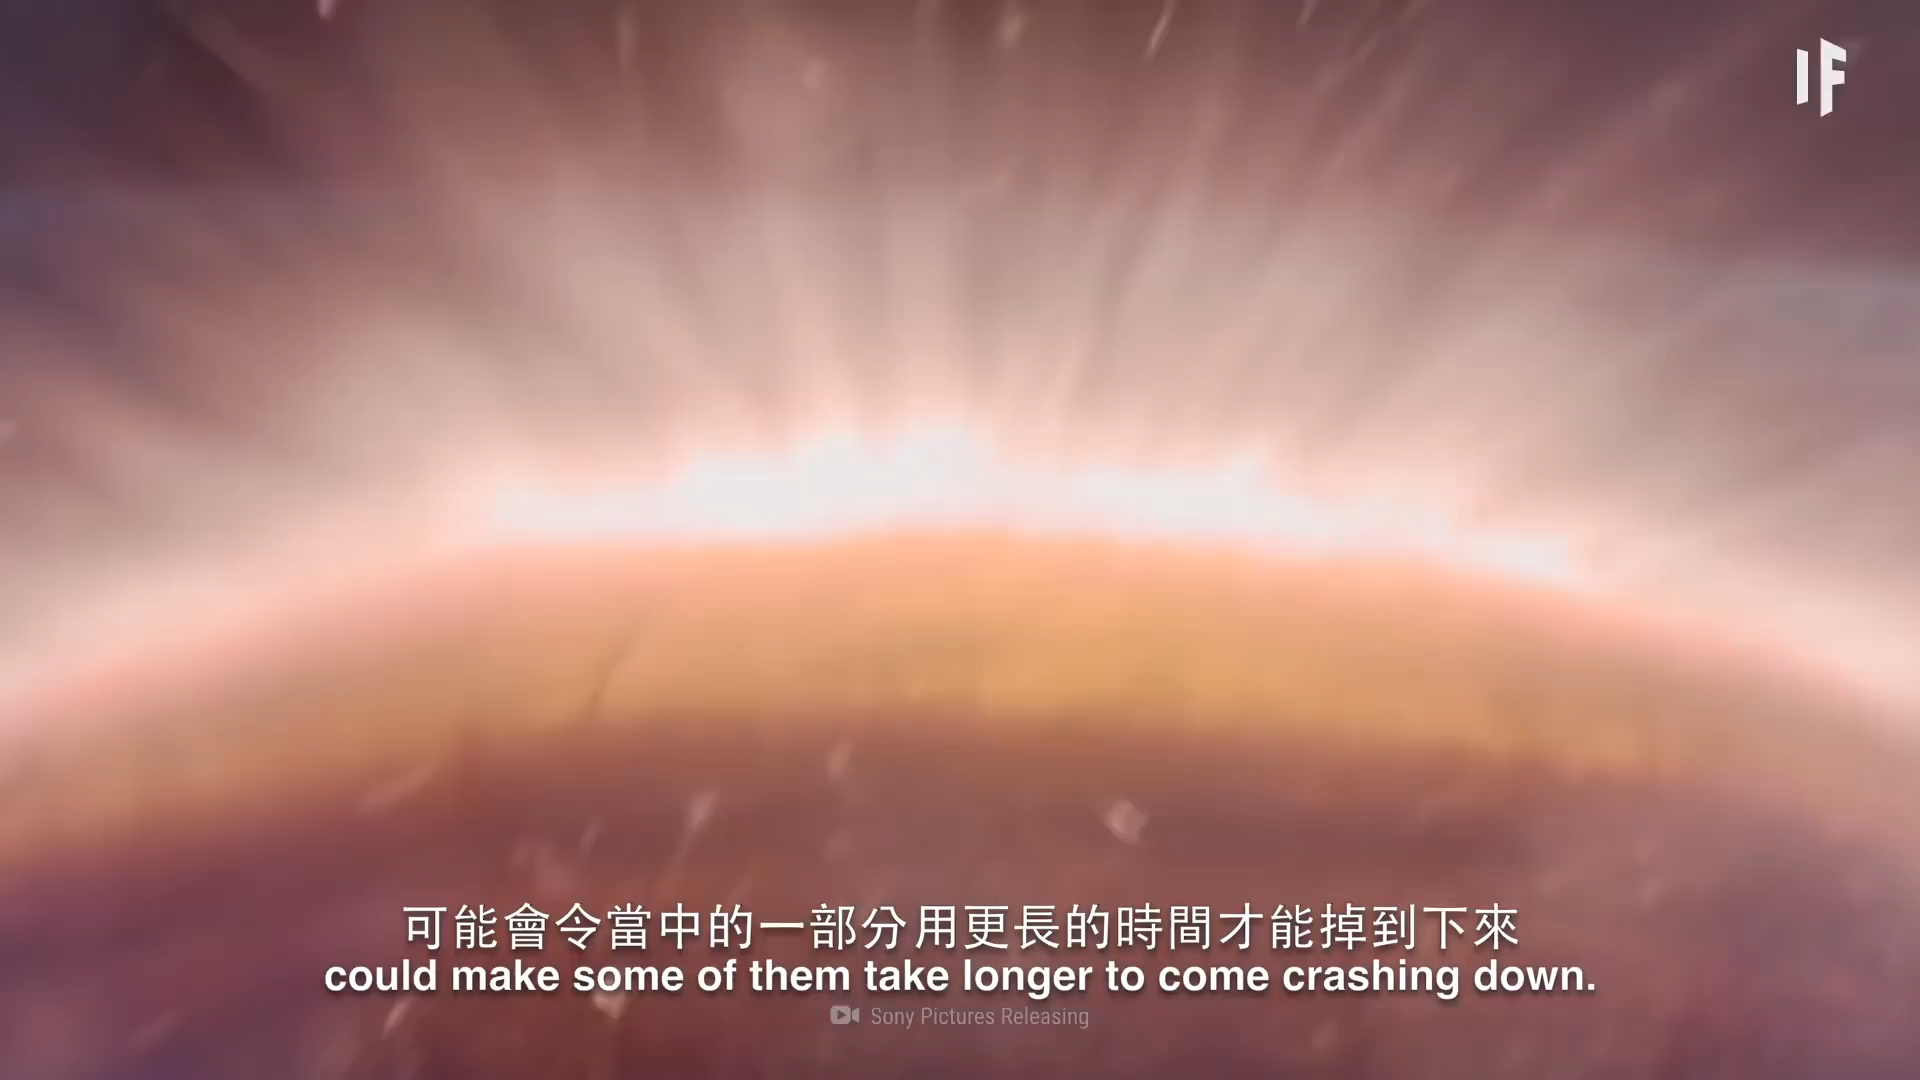 IF
可能會令當中的一部分用更長的時間才能掉到下來
could make some of them take longer to come crashing down.
Sony Pictures Releasing